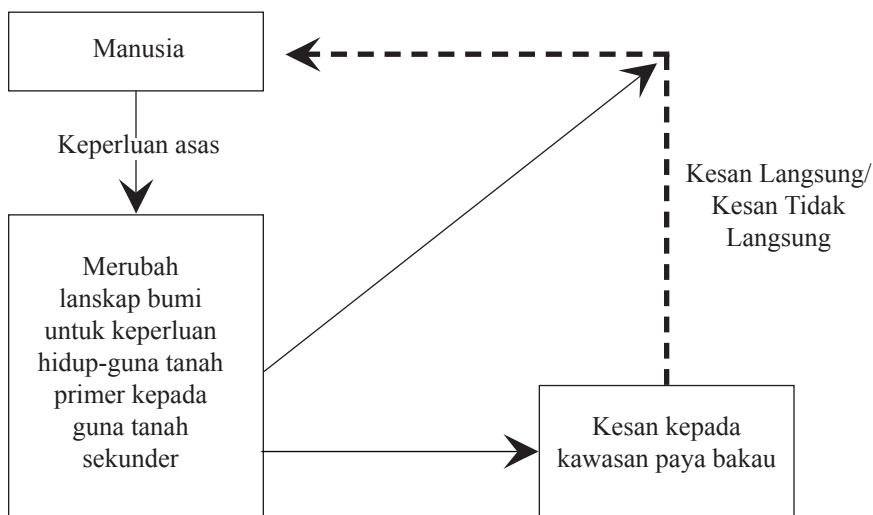 Manusia
Keperluan asas
Merubah
lanskap bumi
untuk keperluan
hidup-guna tanah
primer kepada
guna tanah
sekunder
Kesan Langsung/
Kesan Tidak
Langsung
Kesan kepada
kawasan paya bakau